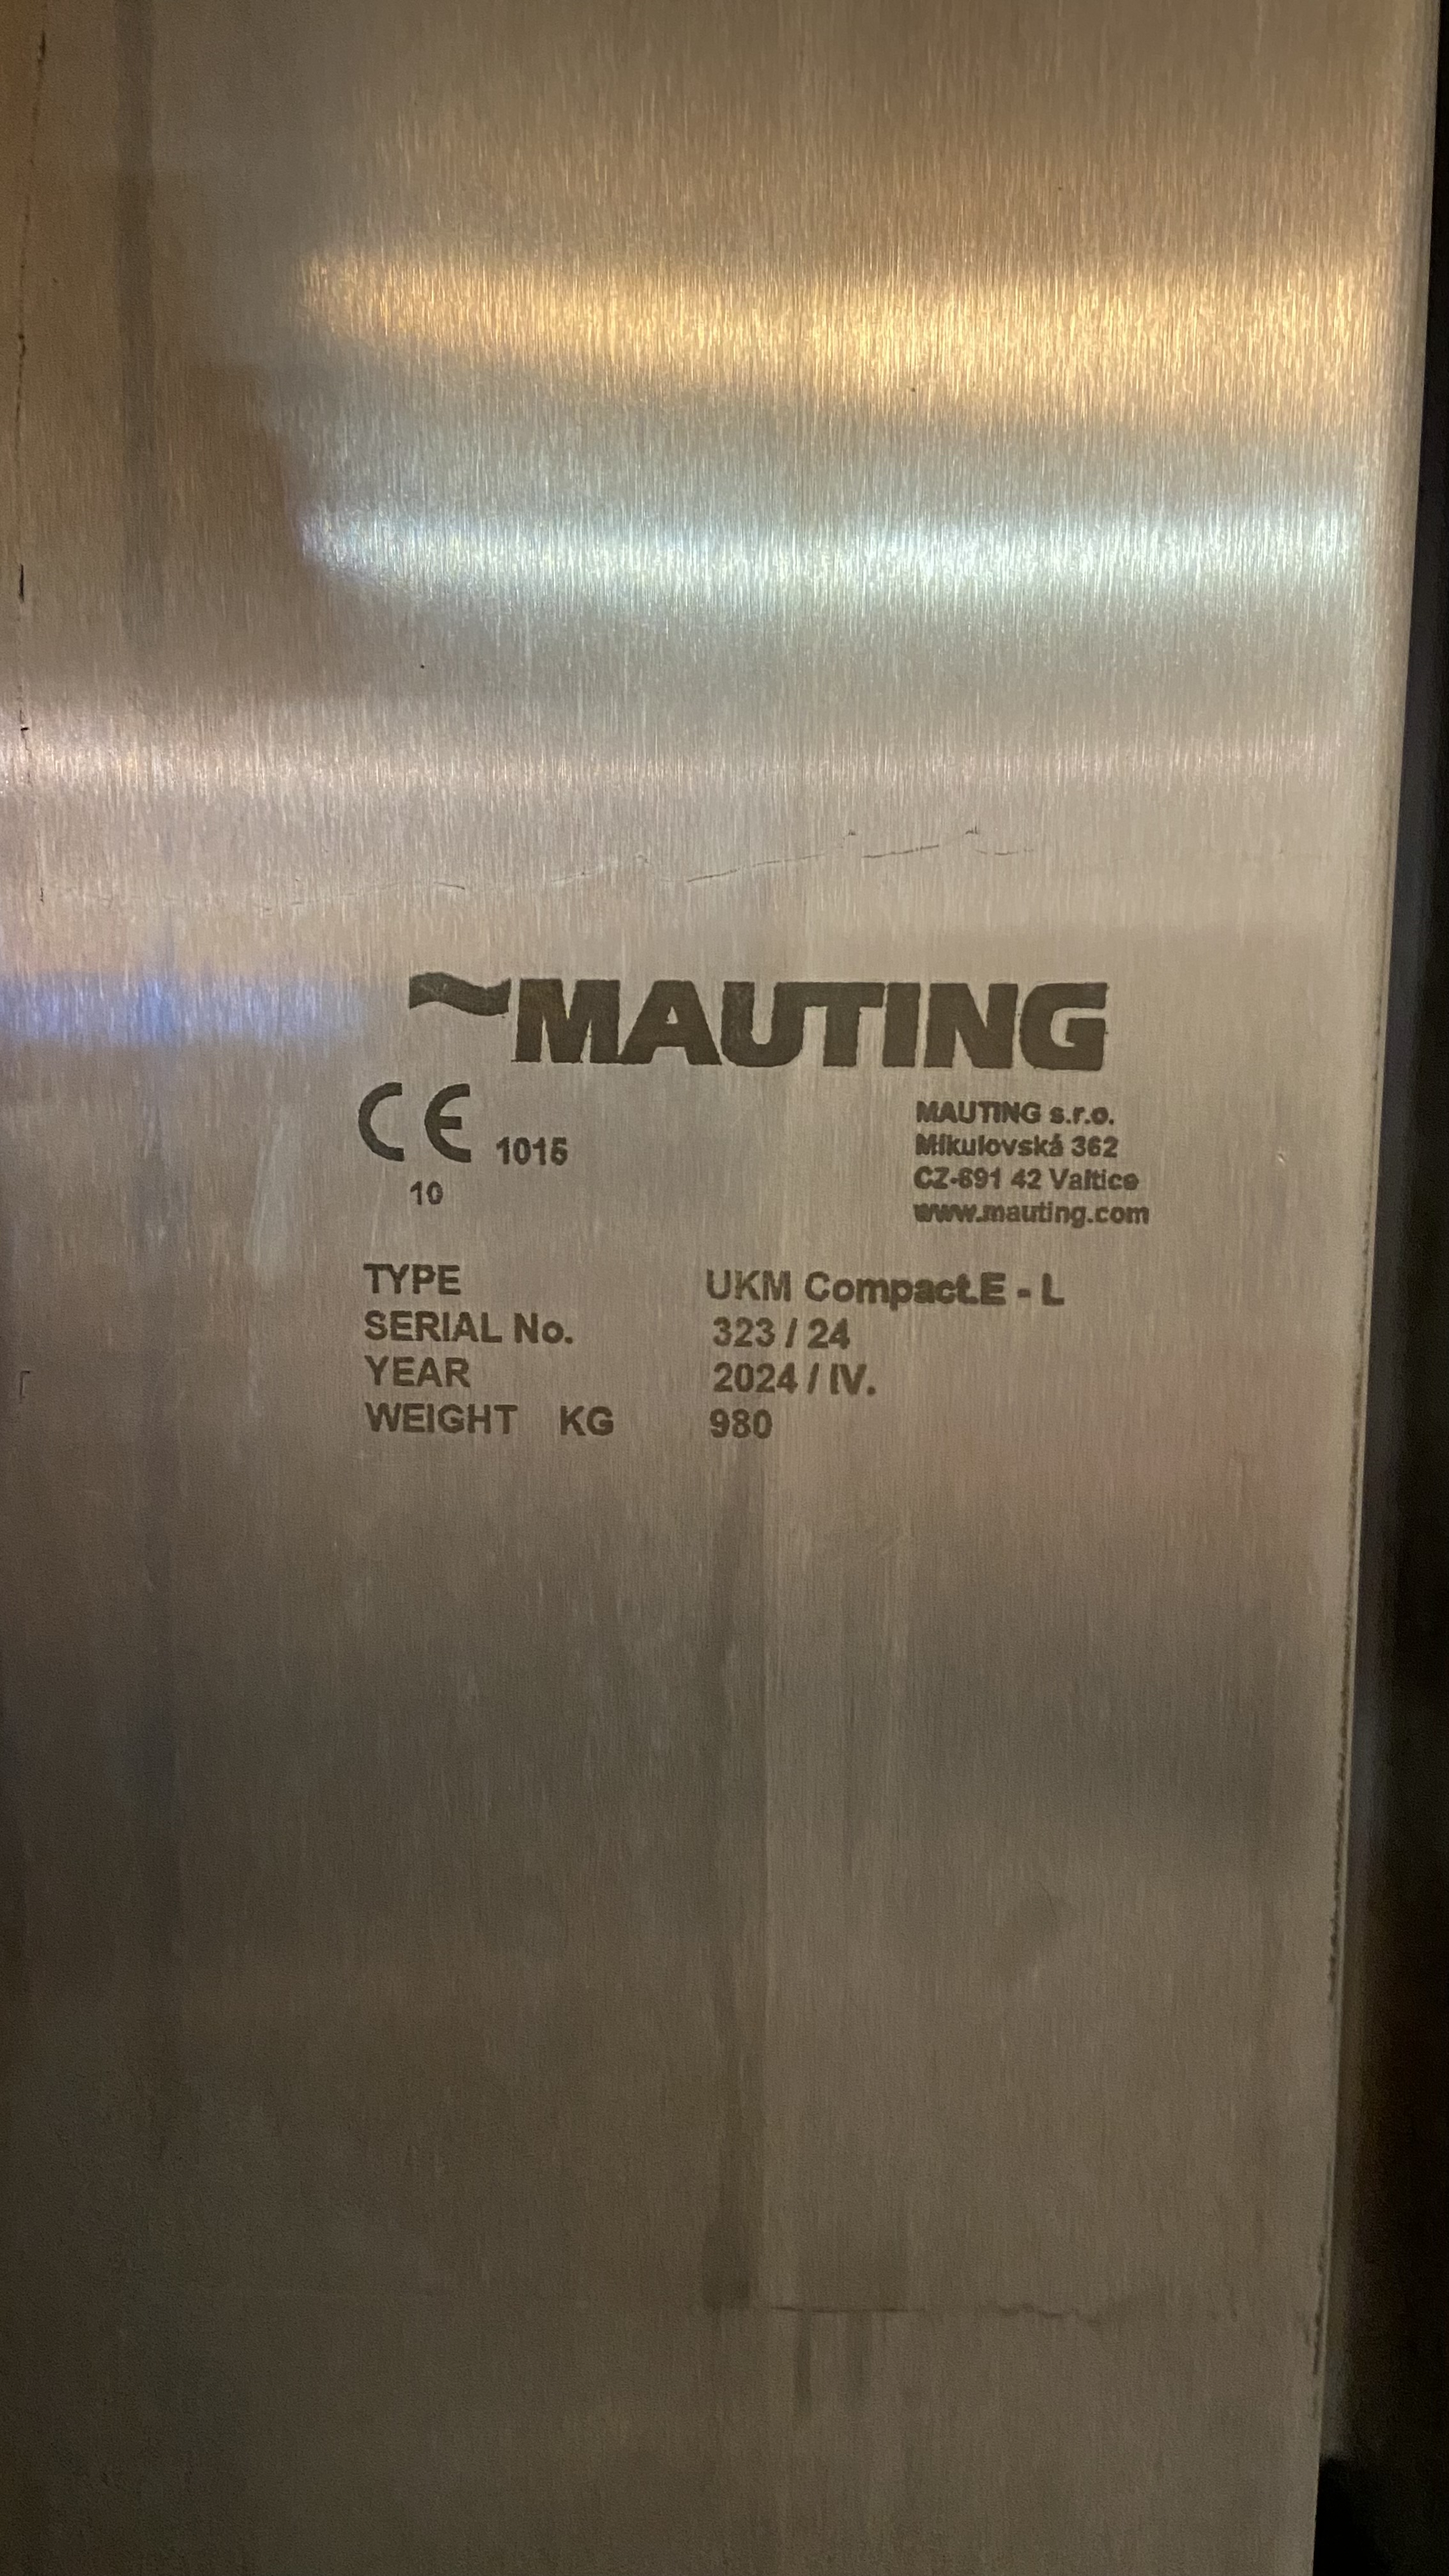 ~MAUTING
CE 1015
10
MAUTING s.r.o.
Mikulovská 362
CZ-691 42 Valtice
www.mauting.com
TYPE UKM Compact.E - L
SERIAL No. 323 / 24
YEAR 2024 / IV.
WEIGHT KG 980